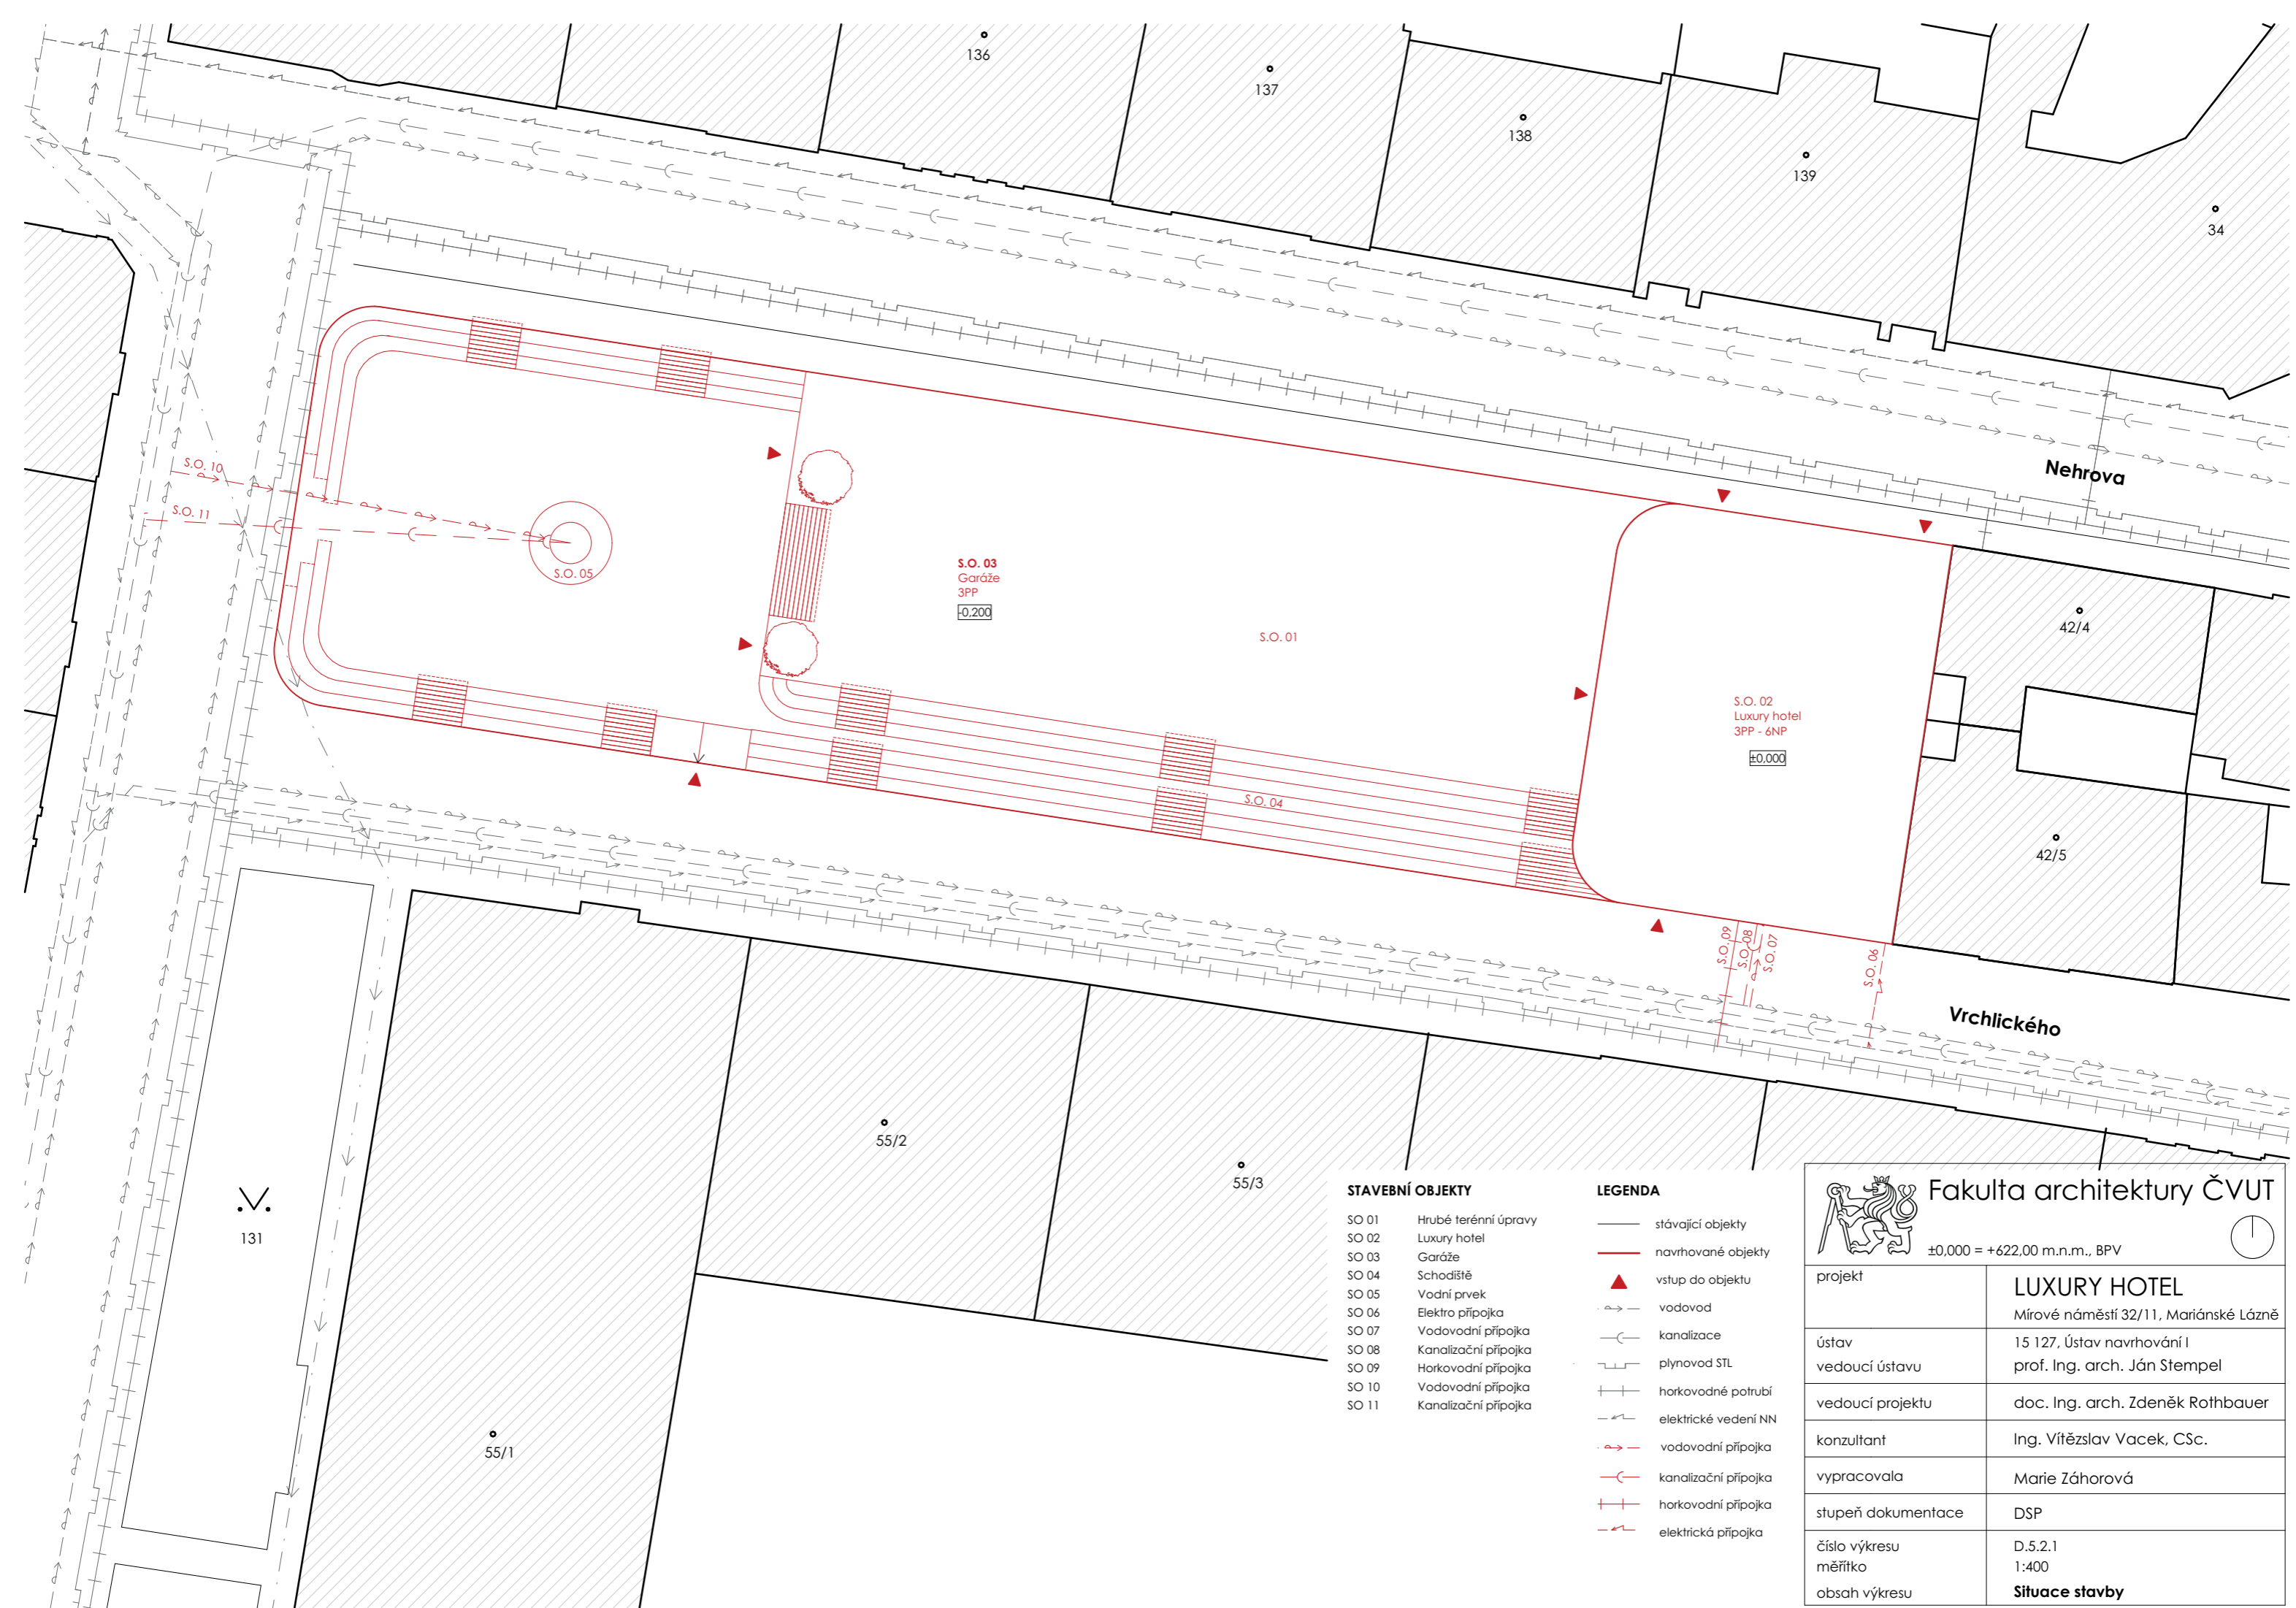 136
137
138
139
34
Nehrova
S.O. 10
S.O. 11
S.O. 05
S.O. 03
Garáže
3PP
-0,200
S.O. 01
42/4
S.O. 02
Luxury hotel
3PP - 6NP
±0,000
S.O. 04
42/5
S.O. 09
S.O. 08
S.O. 07
S.O. 06
Vrchlického
55/2
55/3
131
55/1
STAVEBNÍ OBJEKTY
SO 01 Hrubé terénní úpravy
SO 02 Luxury hotel
SO 03 Garáže
SO 04 Schodiště
SO 05 Vodní prvek
SO 06 Elektro přípojka
SO 07 Vodovodní přípojka
SO 08 Kanalizační přípojka
SO 09 Horkovodní přípojka
SO 10 Vodovodní přípojka
SO 11 Kanalizační přípojka
LEGENDA
stávající objekty
navrhované objekty
vstup do objektu
vodovod
kanalizace
plynovod STL
horkovodné potrubí
elektrické vedení NN
vodovodní přípojka
kanalizační přípojka
horkovodní přípojka
elektrická přípojka
Fakulta architektury ČVUT
±0,000 = +622,00 m.n.m., BPV
projekt LUXURY HOTEL
Mírové náměstí 32/11, Mariánské Lázně
ústav 15 127, Ústav navrhování I
vedoucí ústavu prof. Ing. arch. Ján Stempel
vedoucí projektu doc. Ing. arch. Zdeněk Rothbauer
konzultant Ing. Vítězslav Vacek, CSc.
vypracovala Marie Záhorová
stupeň dokumentace DSP
číslo výkresu D.5.2.1
měřítko 1:400
obsah výkresu Situace stavby